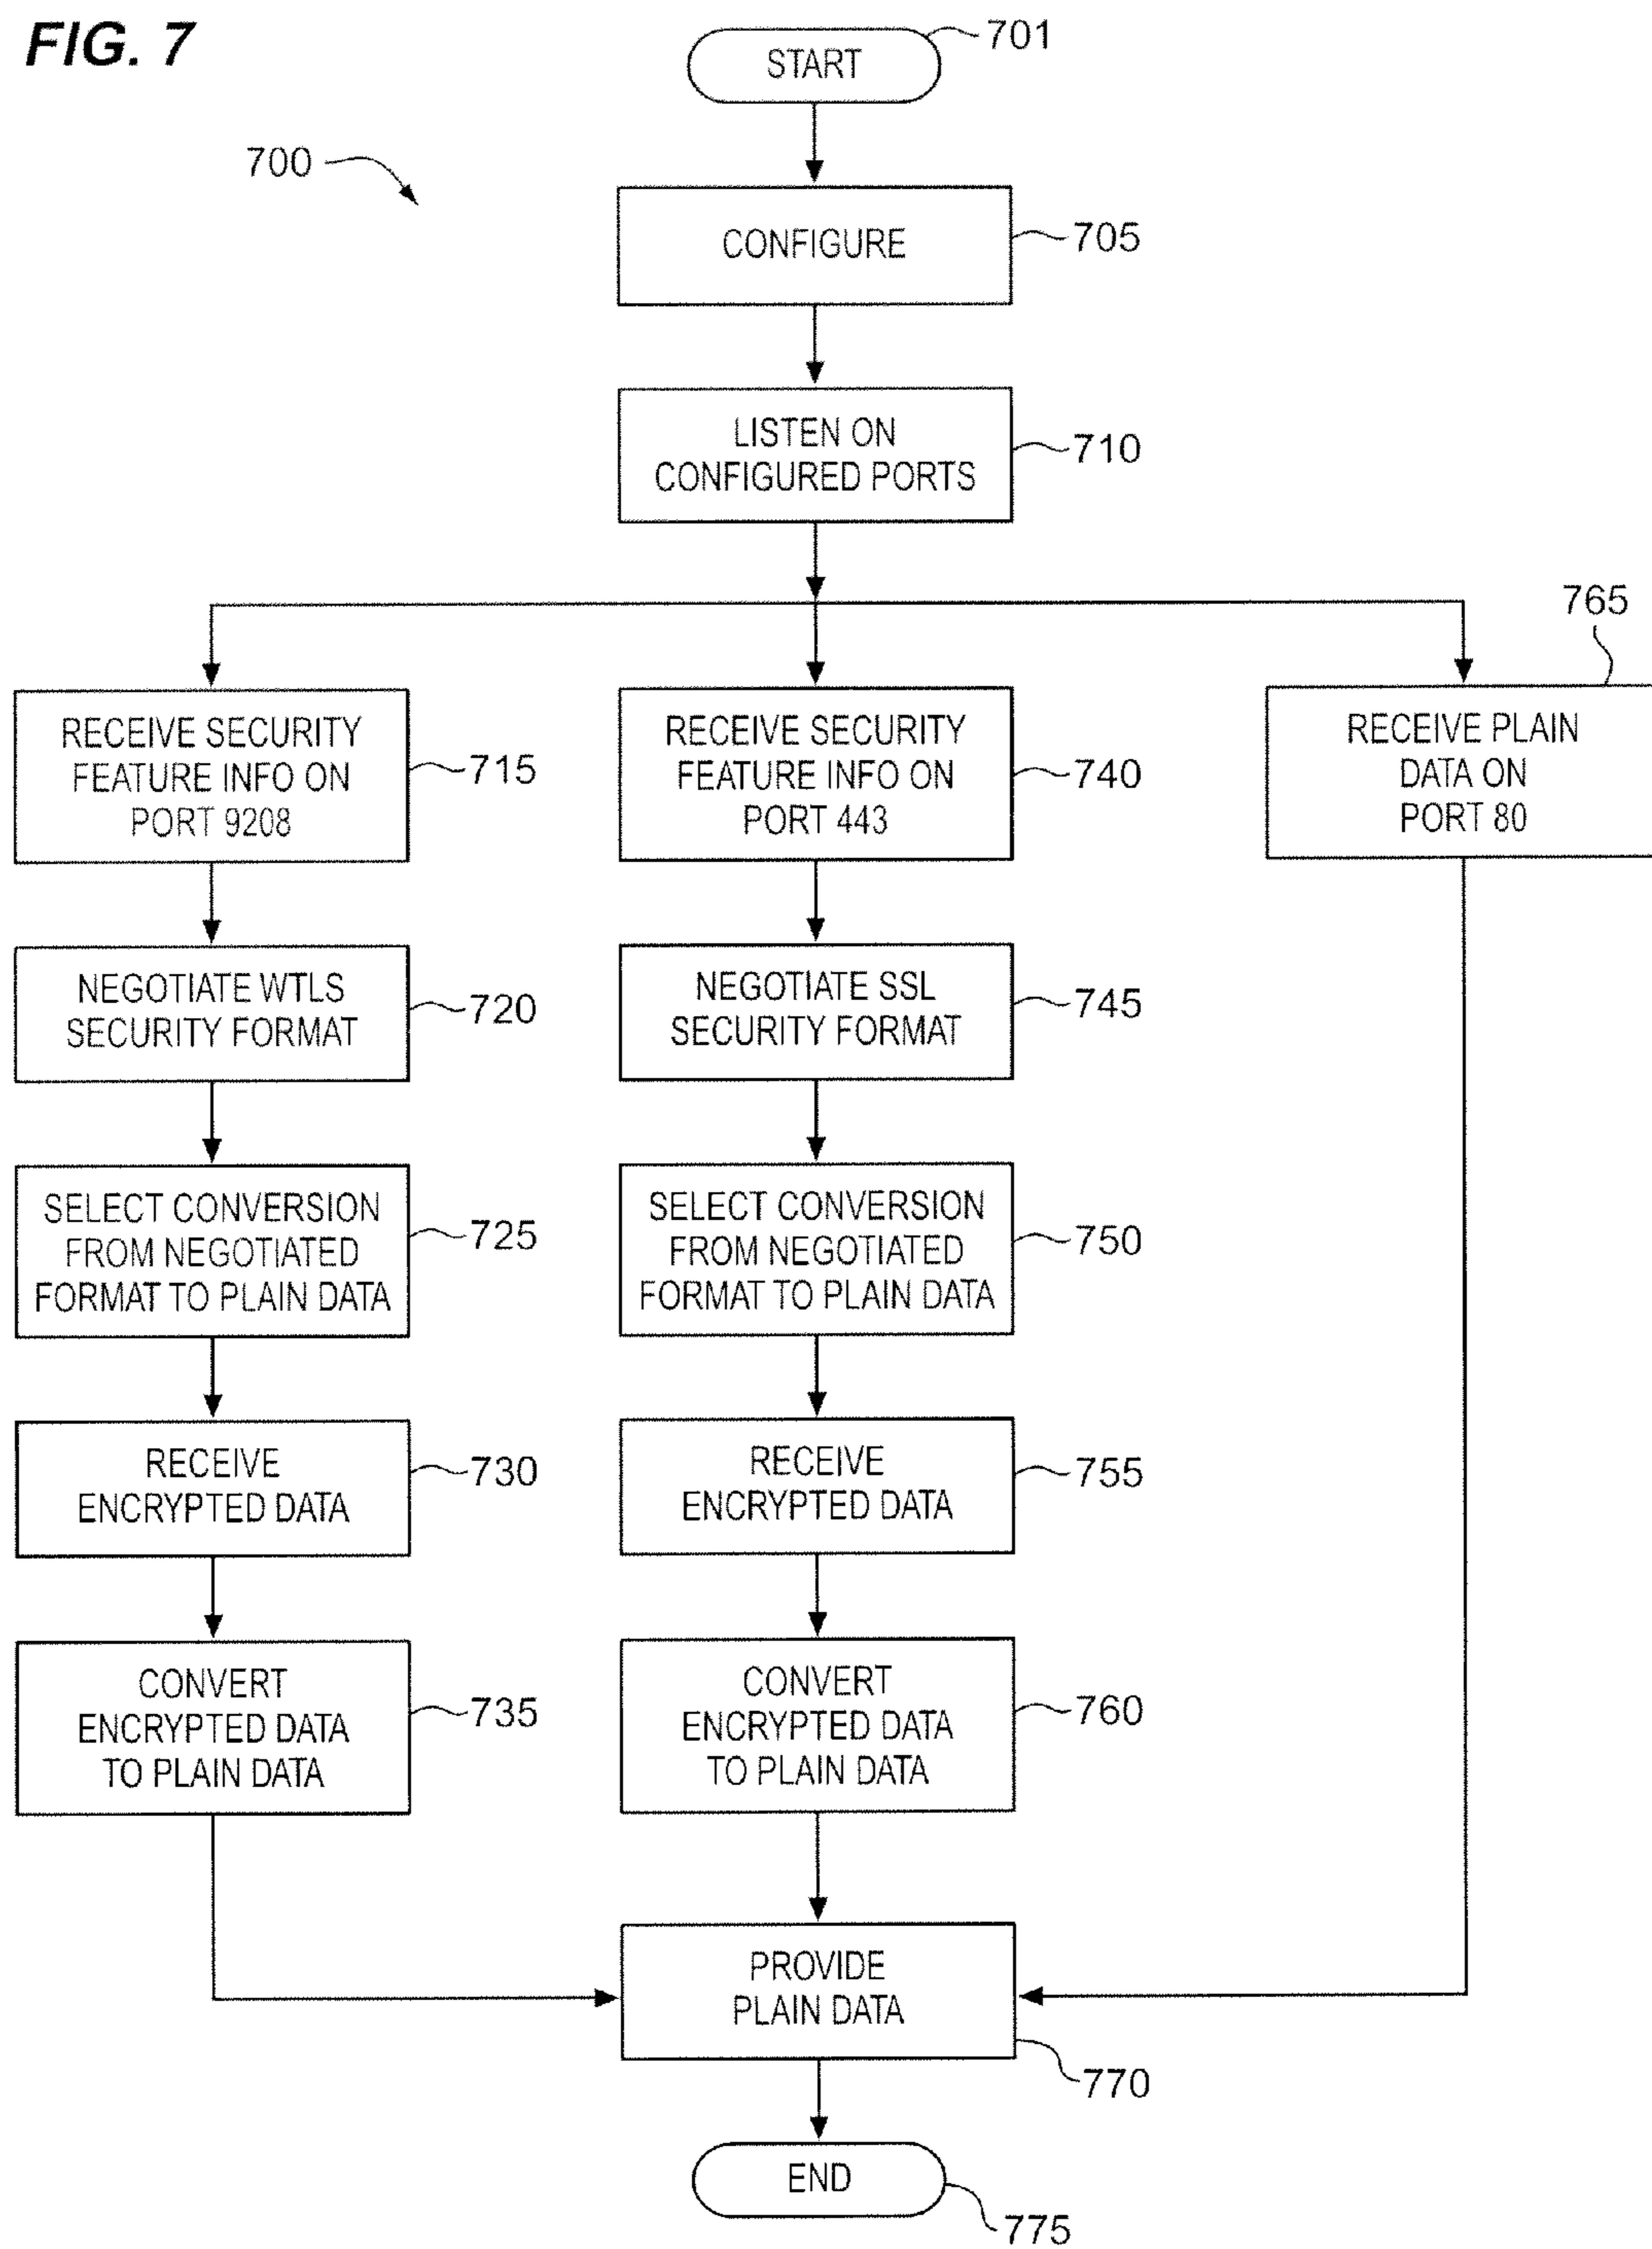 FIG. 7
START
701
700
CONFIGURE
705
LISTEN ON
CONFIGURED PORTS
710
765
RECEIVE SECURITY
FEATURE INFO ON
PORT 9208
715
RECEIVE SECURITY
FEATURE INFO ON
PORT 443
740
RECEIVE PLAIN
DATA ON
PORT 80
NEGOTIATE WTLS
SECURITY FORMAT
720
NEGOTIATE SSL
SECURITY FORMAT
745
SELECT CONVERSION
FROM NEGOTIATED
FORMAT TO PLAIN DATA
725
SELECT CONVERSION
FROM NEGOTIATED
FORMAT TO PLAIN DATA
750
RECEIVE
ENCRYPTED DATA
730
RECEIVE
ENCRYPTED DATA
755
CONVERT
ENCRYPTED DATA
TO PLAIN DATA
735
CONVERT
ENCRYPTED DATA
TO PLAIN DATA
760
PROVIDE
PLAIN DATA
770
END
775